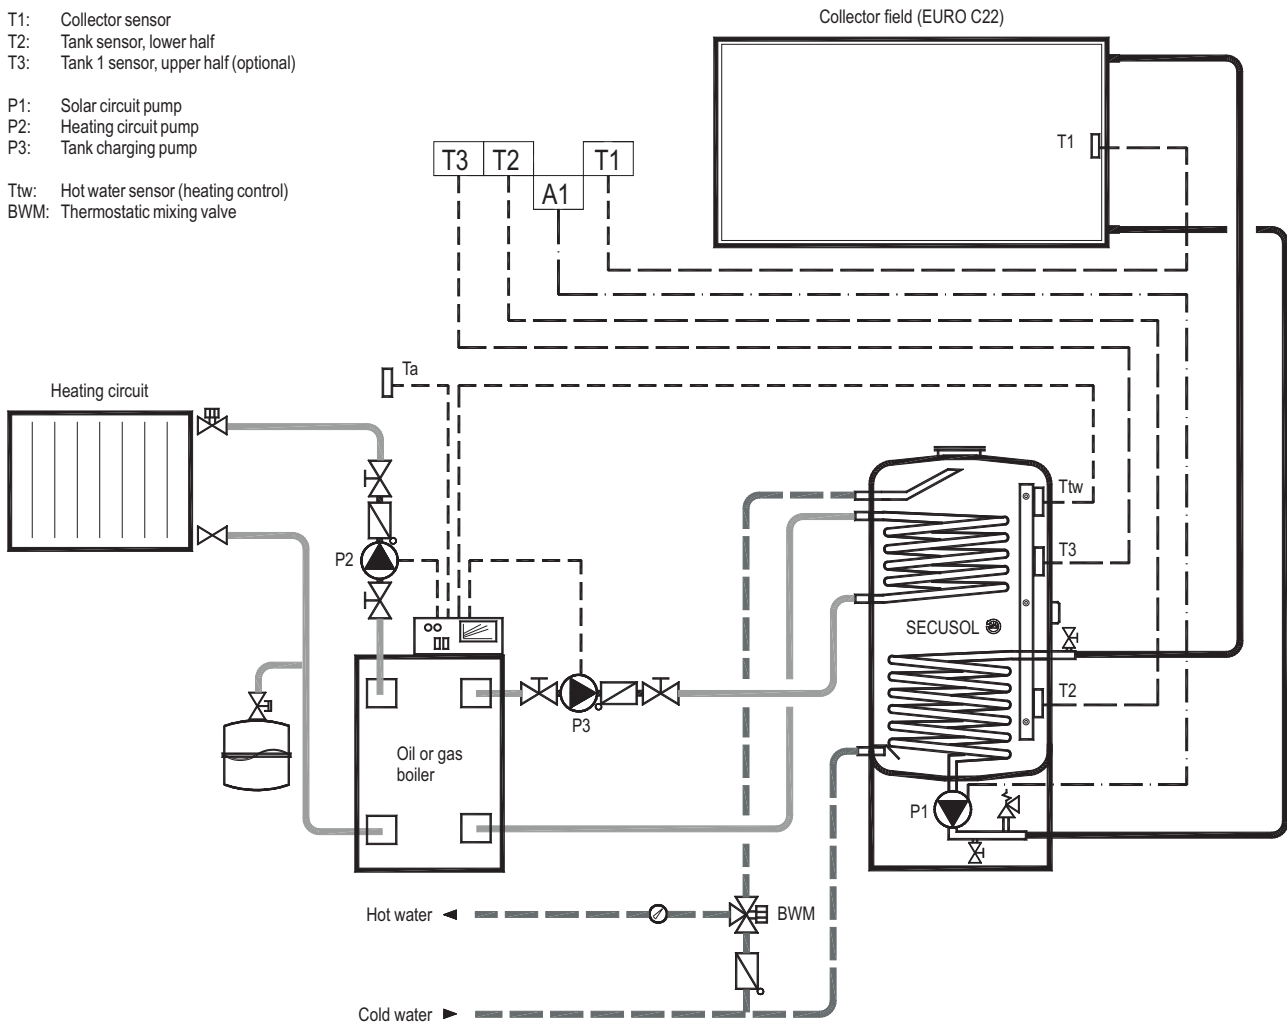 T1: Collector sensor
T2: Tank sensor, lower half
T3: Tank 1 sensor, upper half (optional)
P1: Solar circuit pump
P2: Heating circuit pump
P3: Tank charging pump
Ttw: Hot water sensor (heating control)
BWM: Thermostatic mixing valve
Collector field (EURO C22)
T1
T3 T2 T1
A1
Ta
Heating circuit
Ttw
P2
T3
SECUSOL
T2
P3
Oil or gas
boiler
P1
Hot water
BWM
Cold water